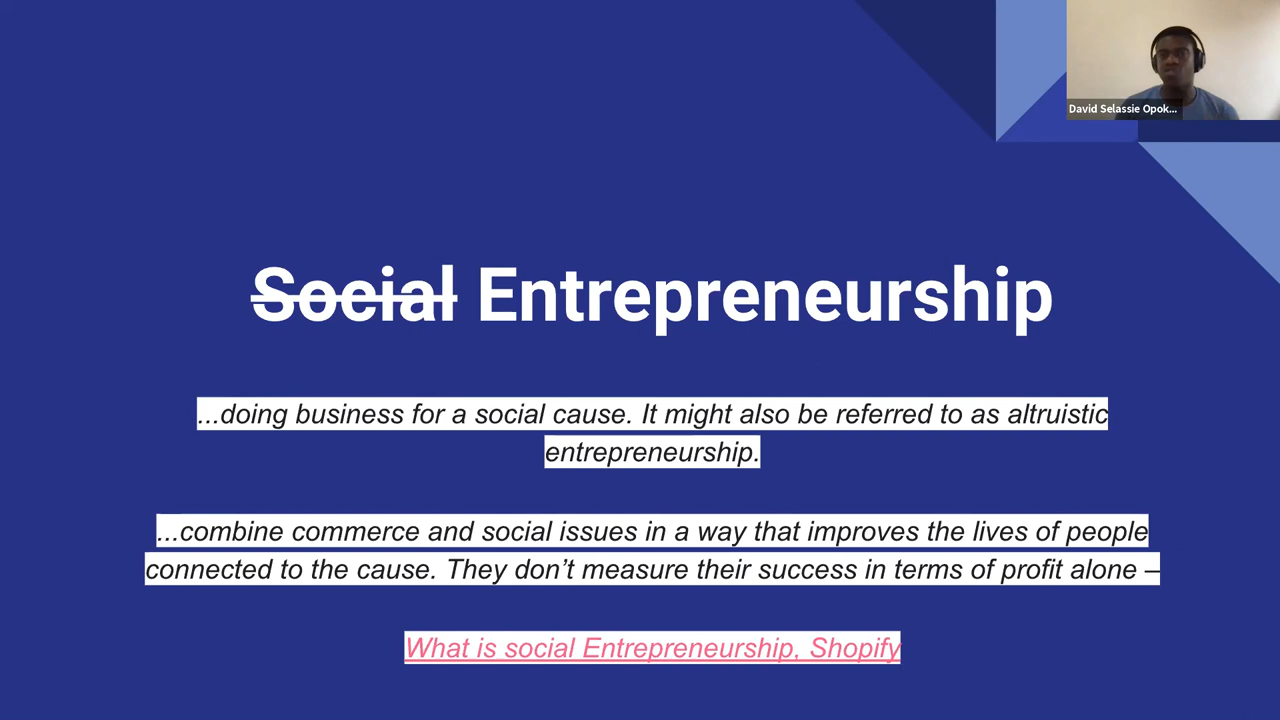 David Selassie Opok...
Social Entrepreneurship
...doing business for a social cause. It might also be referred to as altruistic
entrepreneurship.
...combine commerce and social issues in a way that improves the lives of people
connected to the cause. They don’t measure their success in terms of profit alone –
What is social Entrepreneurship, Shopify